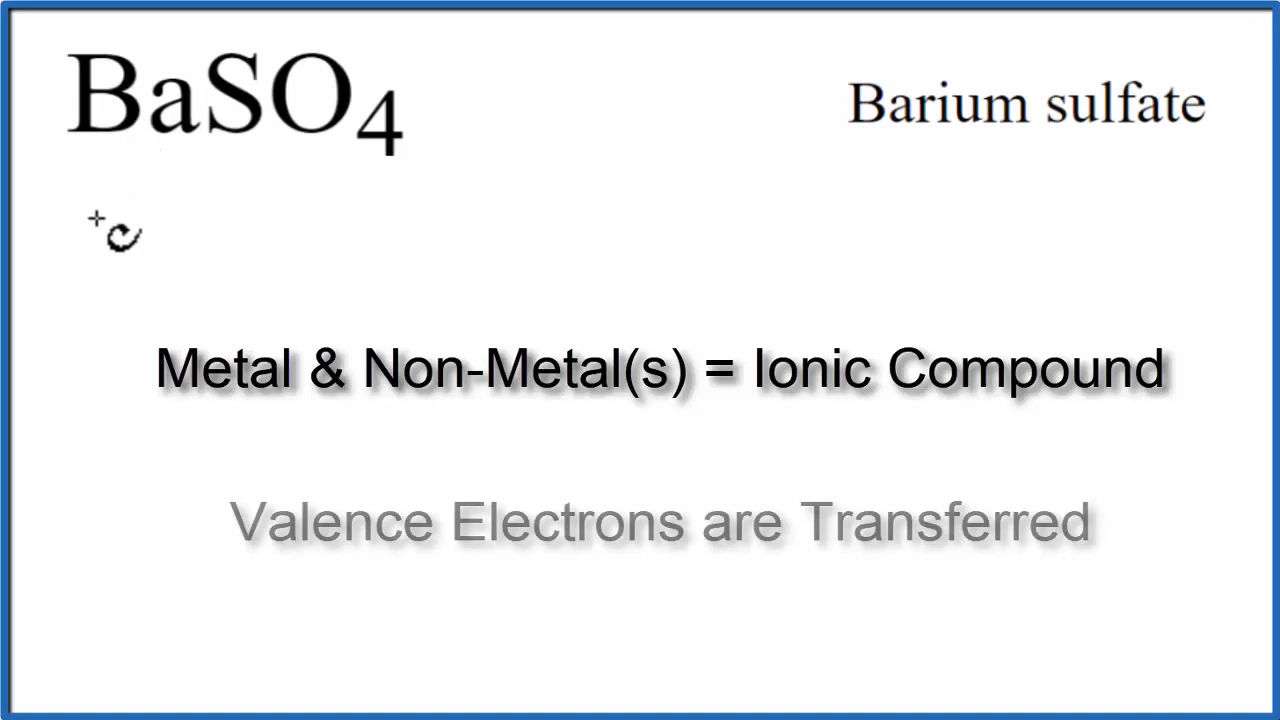 BaSO₄
Barium sulfate
Metal & Non-Metal(s) = Ionic Compound
Valence Electrons are Transferred